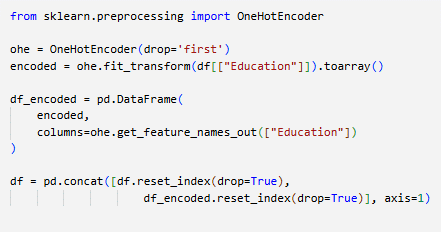 from sklearn.preprocessing import OneHotEncoder
ohe = OneHotEncoder(drop='first')
encoded = ohe.fit_transform(df[["Education"]]).toarray()
df_encoded = pd.DataFrame(
    encoded,
    columns=ohe.get_feature_names_out(["Education"])
)
df = pd.concat([df.reset_index(drop=True),
                    df_encoded.reset_index(drop=True)], axis=1)